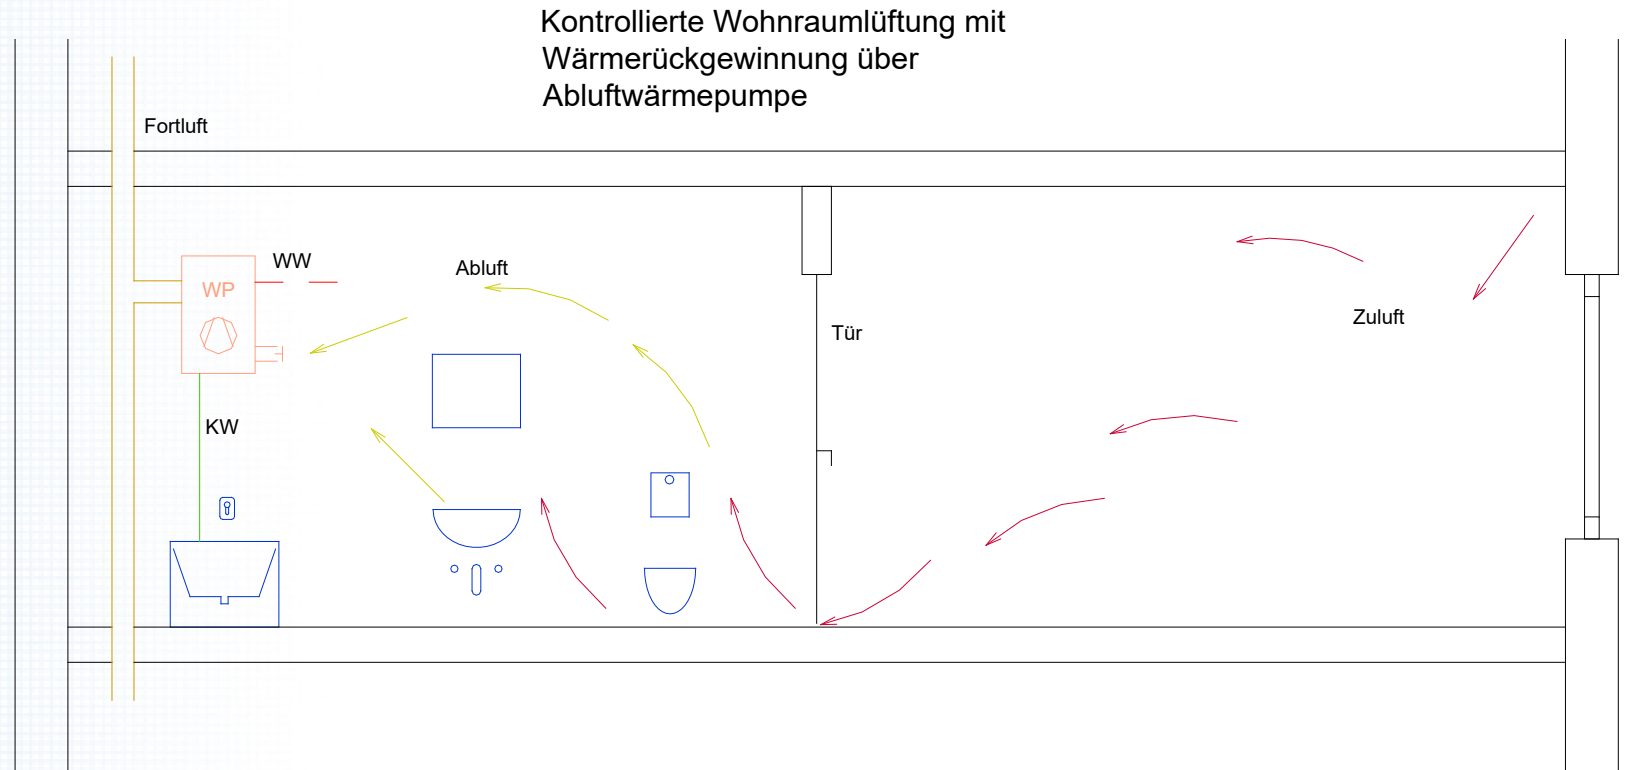 Kontrollierte Wohnraumlüftung mit
Wärmerückgewinnung über
Abluftwärmepumpe
Fortluft
WW
WP
Abluft
Zuluft
Tür
KW